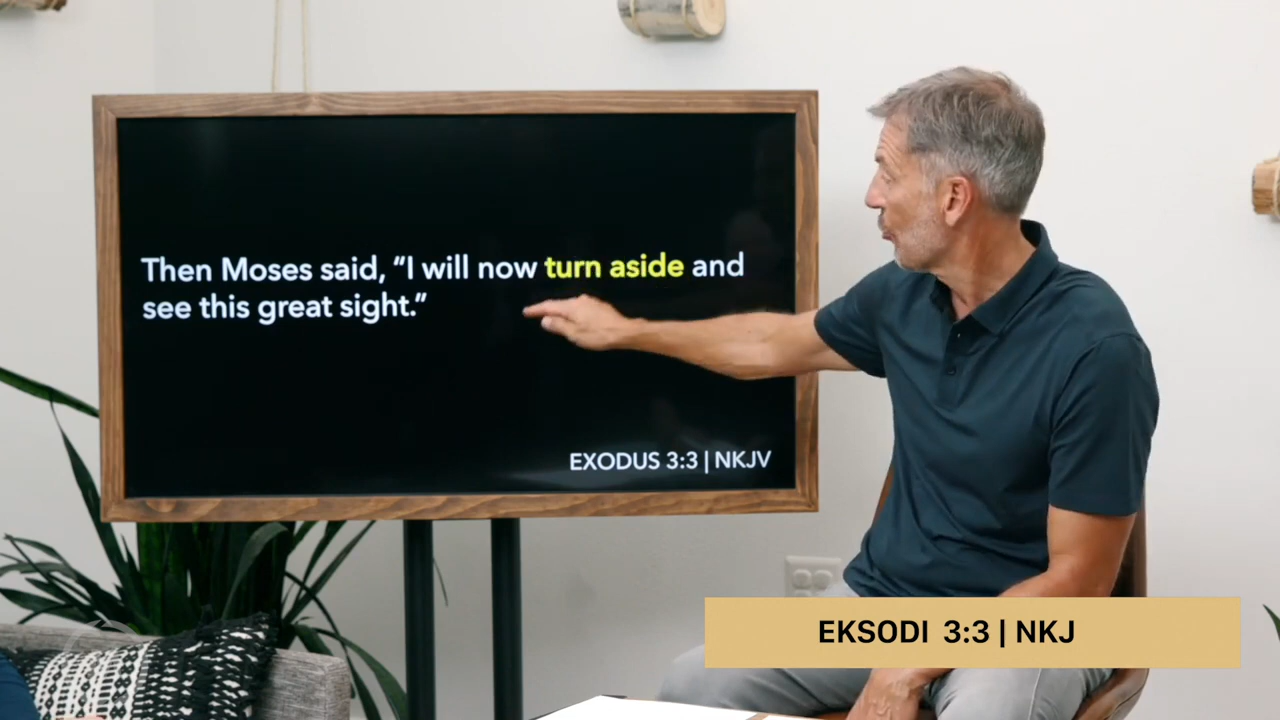 Then Moses said, “I will now turn aside and
see this great sight.”
EXODUS 3:3 | NKJV
EKSODI 3:3 | NKJ